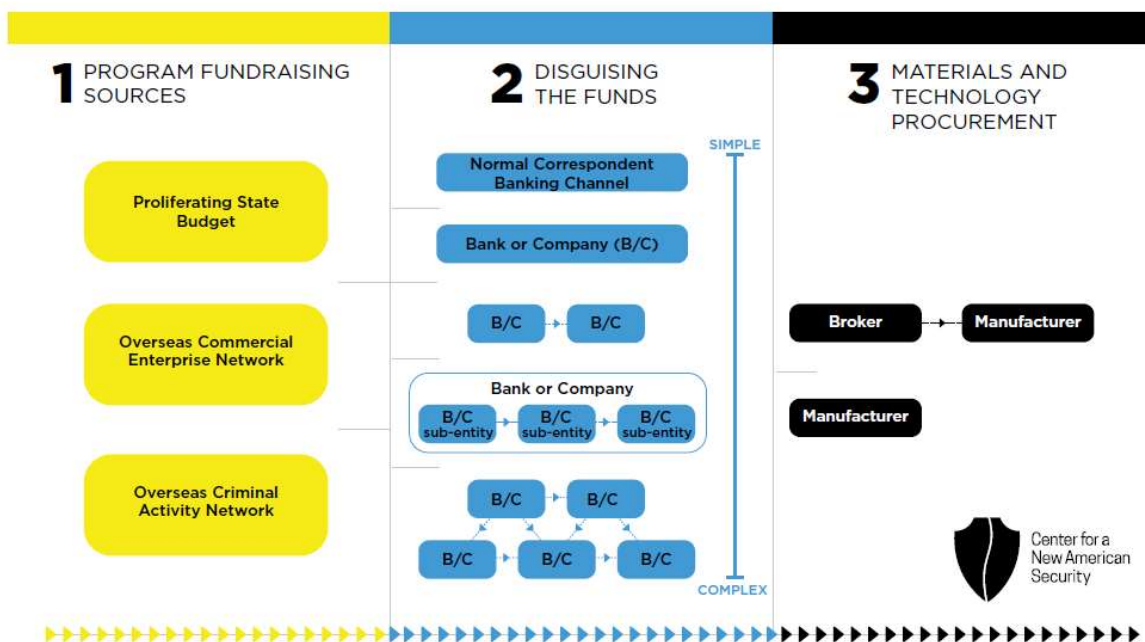 1 PROGRAM FUNDRAISING
SOURCES
Proliferating State
Budget
Overseas Commercial
Enterprise Network
Overseas Criminal
Activity Network
2 DISGUISING
THE FUNDS
SIMPLE
Normal Correspondent
Banking Channel
Bank or Company (B/C)
B/C B/C
Bank or Company
B/C B/C B/C
sub-entity sub-entity sub-entity
B/C B/C
B/C B/C B/C
COMPLEX
3 MATERIALS AND
TECHNOLOGY
PROCUREMENT
Broker Manufacturer
Manufacturer
Center for a
New American
Security